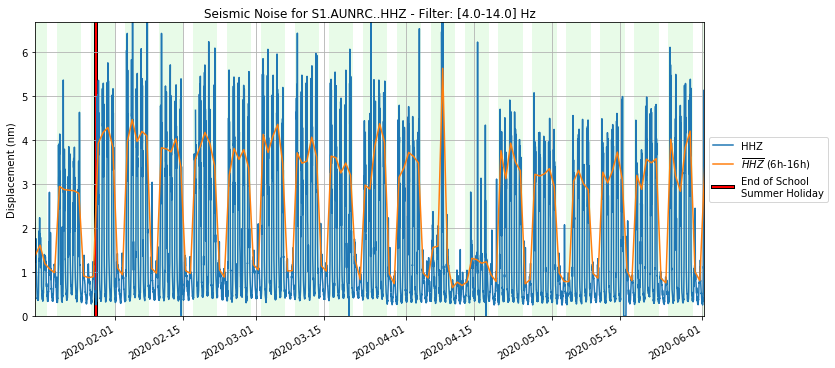 Seismic Noise for S1.AUNRC..HHZ - Filter: [4.0-14.0] Hz
Displacement (nm)
6
5
4
3
2
1
0
2020-02-01
2020-02-15
2020-03-01
2020-03-15
2020-04-01
2020-04-15
2020-05-01
2020-05-15
2020-06-01
HHZ
HHZ (6h-16h)
End of School
Summer Holiday